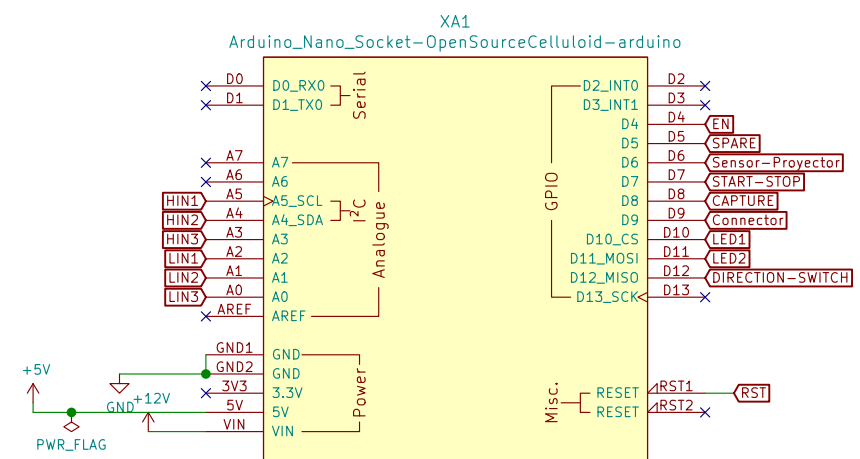 XA1
Arduino_Nano_Socket-OpenSourceCelluloid-arduino
D0 D0_RX0 Serial D2_INT0 D2
D1 D1_TX0 D3_INT1 D3
D4 D4 EN
D5 D5 SPARE
A7 A7 D6 D6 Sensor-Proyector
A6 A6 D7 D7 START-STOP
HIN1 A5 A5_SCL I²C GPIO D8 D8 CAPTURE
HIN2 A4 A4_SDA D9 D9 Connector
HIN3 A3 A3 Analogue D10_CS D10 LED1
LIN1 A2 A2 D11_MOSI D11 LED2
LIN2 A1 A1 D12_MISO D12 DIRECTION-SWITCH
LIN3 A0 A0 D13_SCK D13
AREF AREF
GND1 GND
GND2 GND
+5V 3V3 3.3V Power Misc. RESET RST1 RST
GND +12V 5V 5V RESET RST2
VIN VIN
PWR_FLAG